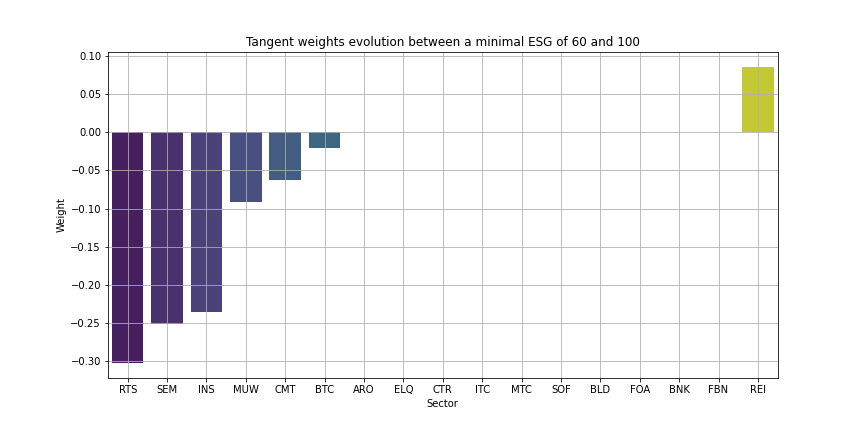 Tangent weights evolution between a minimal ESG of 60 and 100
0.10
0.05
0.00
−0.05
−0.10
−0.15
−0.20
−0.25
−0.30
Weight
RTS SEM INS MUW CMT BTC ARO ELQ CTR ITC MTC SOF BLD FOA BNK FBN REI
Sector